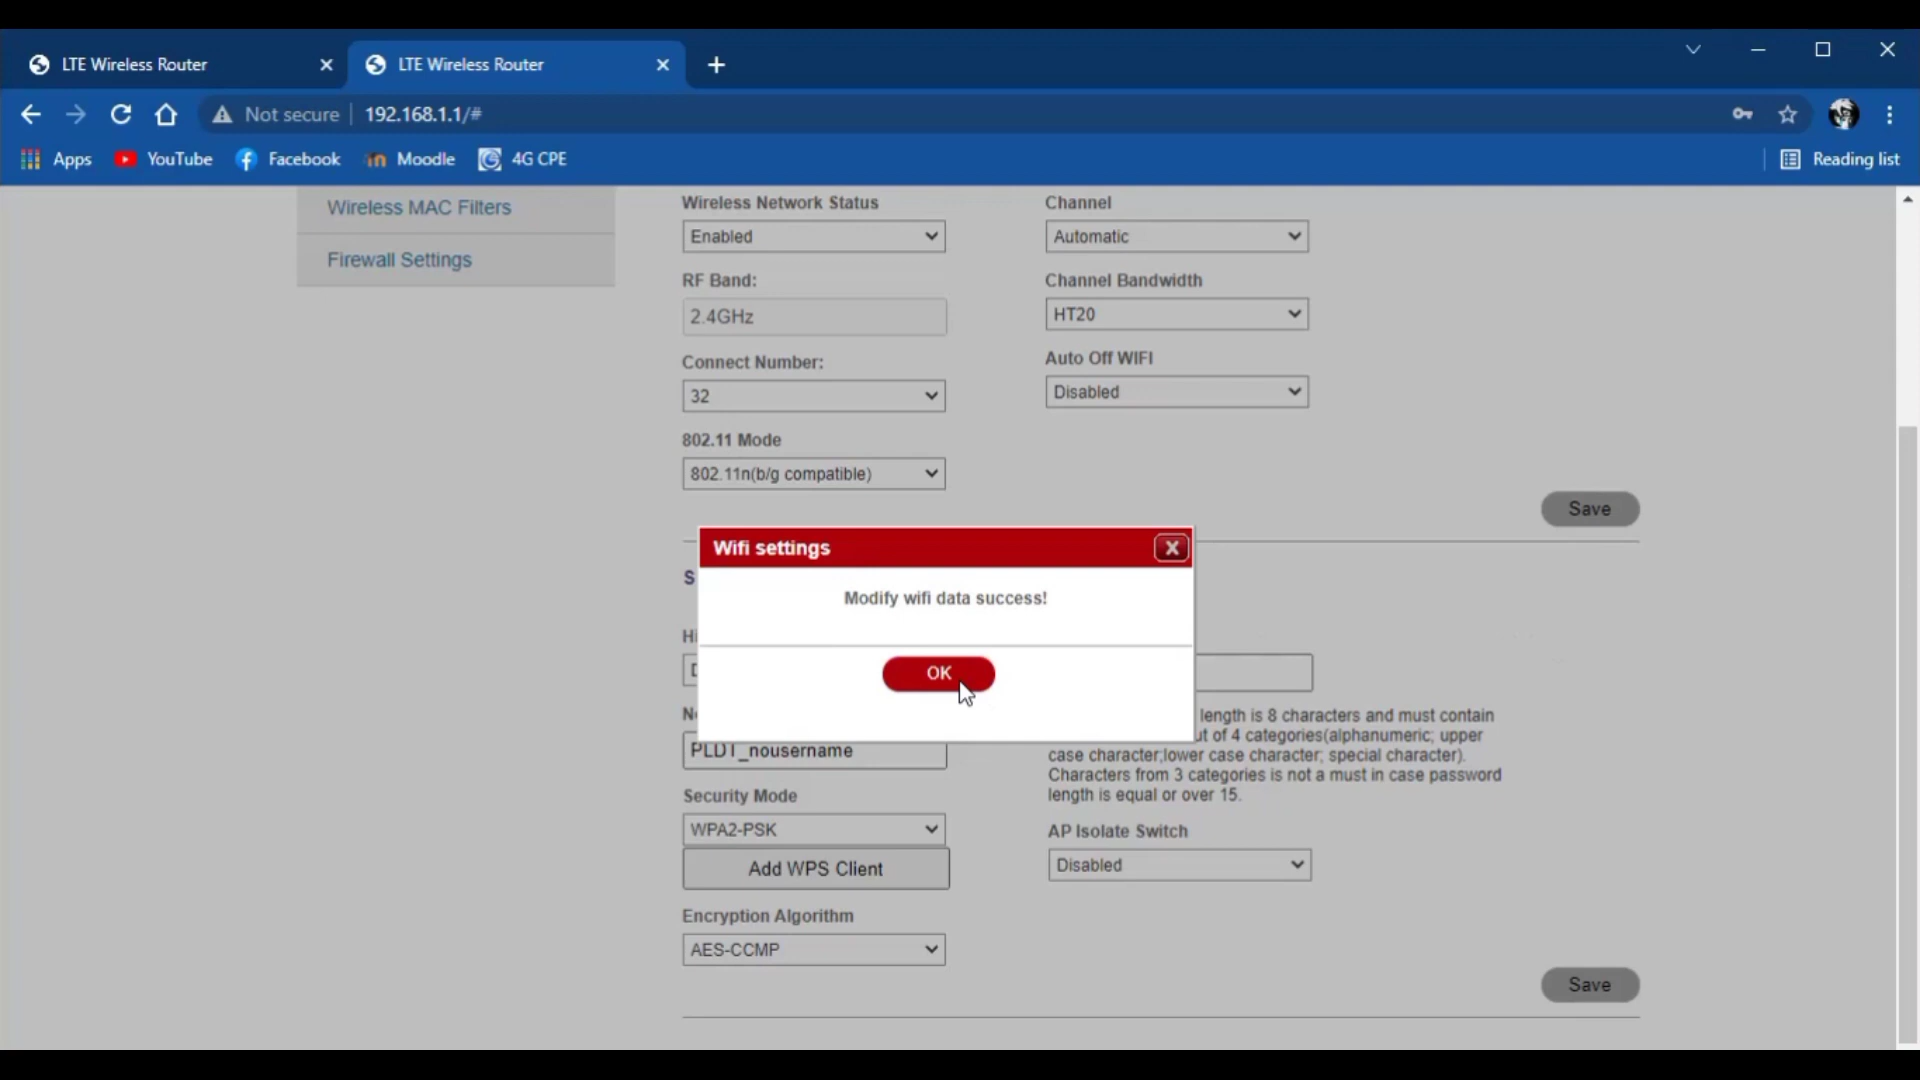 LTE Wireless Router
LTE Wireless Router
Not secure
192.168.1.1/#
Apps
YouTube
Facebook
Moodle
4G CPE
Reading list
Wireless MAC Filters
Firewall Settings
Wireless Network Status
Enabled
RF Band:
2.4GHz
Connect Number:
32
802.11 Mode
802.11n(b/g compatible)
Channel
Automatic
Channel Bandwidth
HT20
Auto Off WIFI
Disabled
Save
Wifi settings
X
Modify wifi data success!
OK
PLDT_nousername
Security Mode
WPA2-PSK
Add WPS Client
Encryption Algorithm
AES-CCMP
length is 8 characters and must contain
of 4 categories(alphanumeric; upper
case character;lower case character; special character).
Characters from 3 categories is not a must in case password
length is equal or over 15.
AP Isolate Switch
Disabled
Save